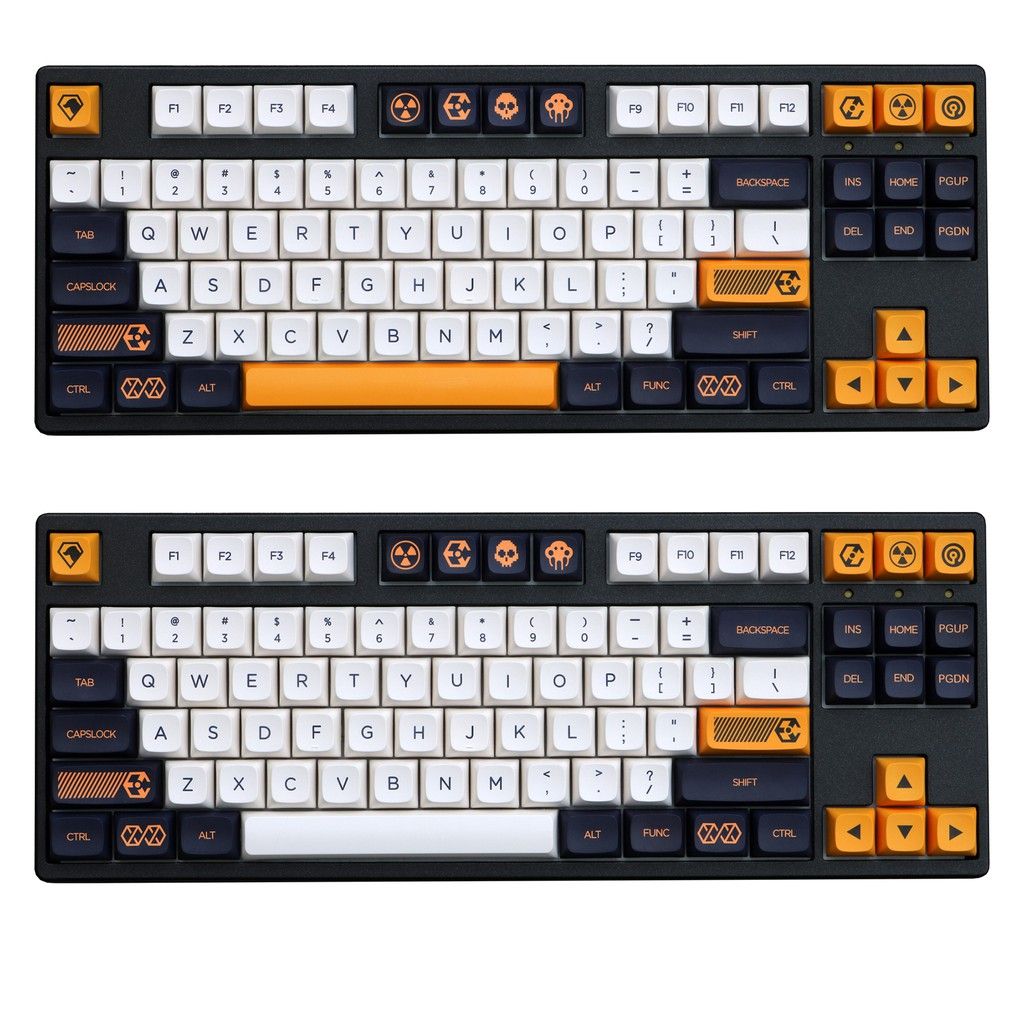 F1 F2 F3 F4 F9 F10 F11 F12
~ ! @ # $ % ^ & * ( ) — +
` 1 2 3 4 5 6 7 8 9 0 - = BACKSPACE INS HOME PGUP
TAB Q W E R T Y U I O P { } | DEL END PGDN
[ ] \
CAPSLOCK A S D F G H J K L : "
; '
Z X C V B N M < > ? SHIFT
, . /
CTRL ALT ALT FUNC CTRL
F1 F2 F3 F4 F9 F10 F11 F12
~ ! @ # $ % ^ & * ( ) — +
` 1 2 3 4 5 6 7 8 9 0 - = BACKSPACE INS HOME PGUP
TAB Q W E R T Y U I O P { } | DEL END PGDN
[ ] \
CAPSLOCK A S D F G H J K L : "
; '
Z X C V B N M < > ? SHIFT
, . /
CTRL ALT ALT FUNC CTRL